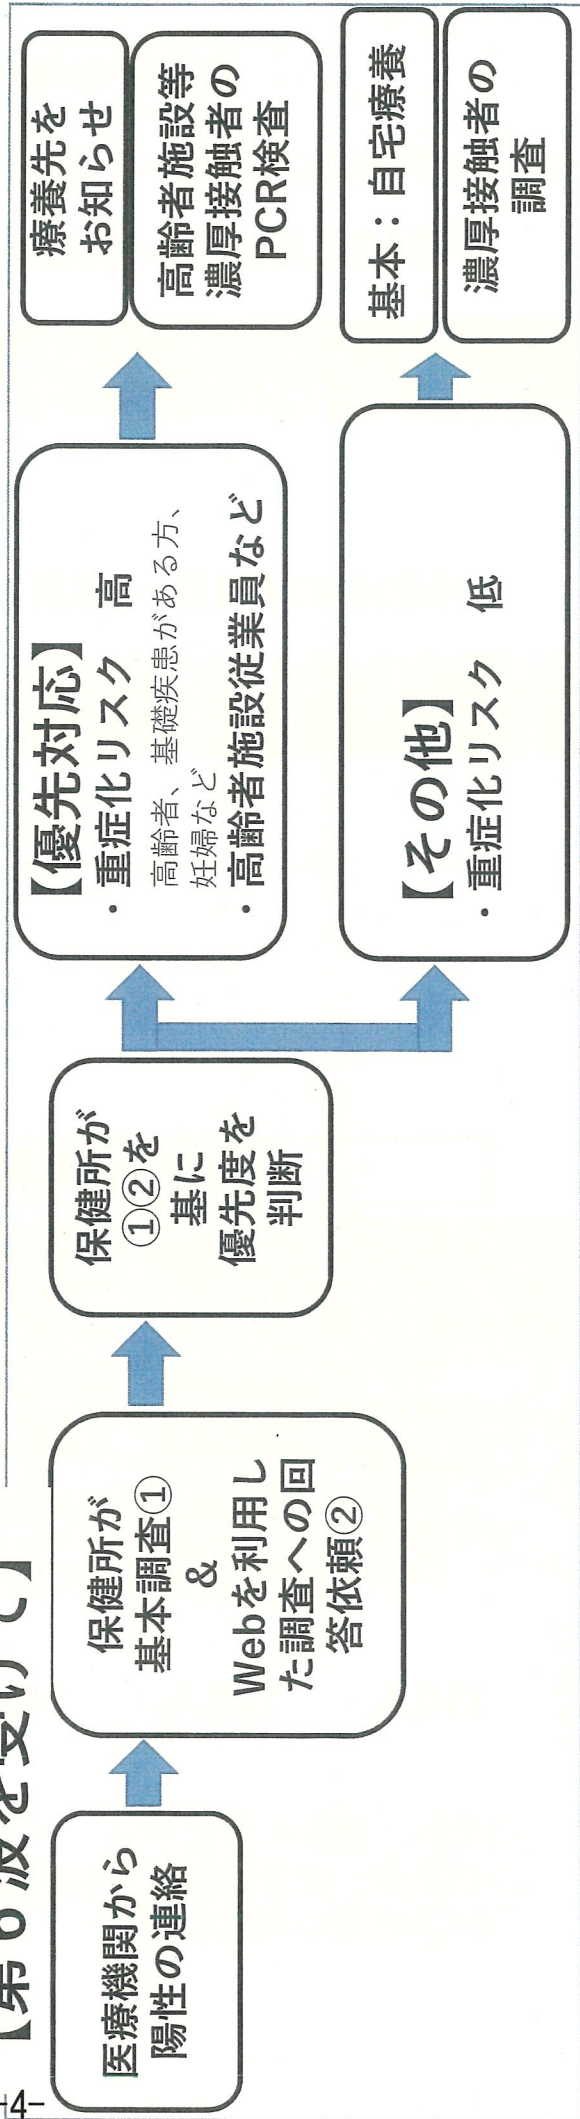 【第6波を受けて】
医療機関から
陽性の連絡
保健所が
基本調査①
&
Webを利用し
た調査への回
答依頼②
保健所が
①②を
基に
優先度を
判断
【優先対応】
・重症化リスク 高
高齢者、基礎疾患がある方、
妊婦など
・高齢者施設従業員など
療養先を
お知らせ
高齢者施設等
濃厚接触者の
PCR検査
【その他】
・重症化リスク 低
基本：自宅療養
濃厚接触者の
調査
-4-